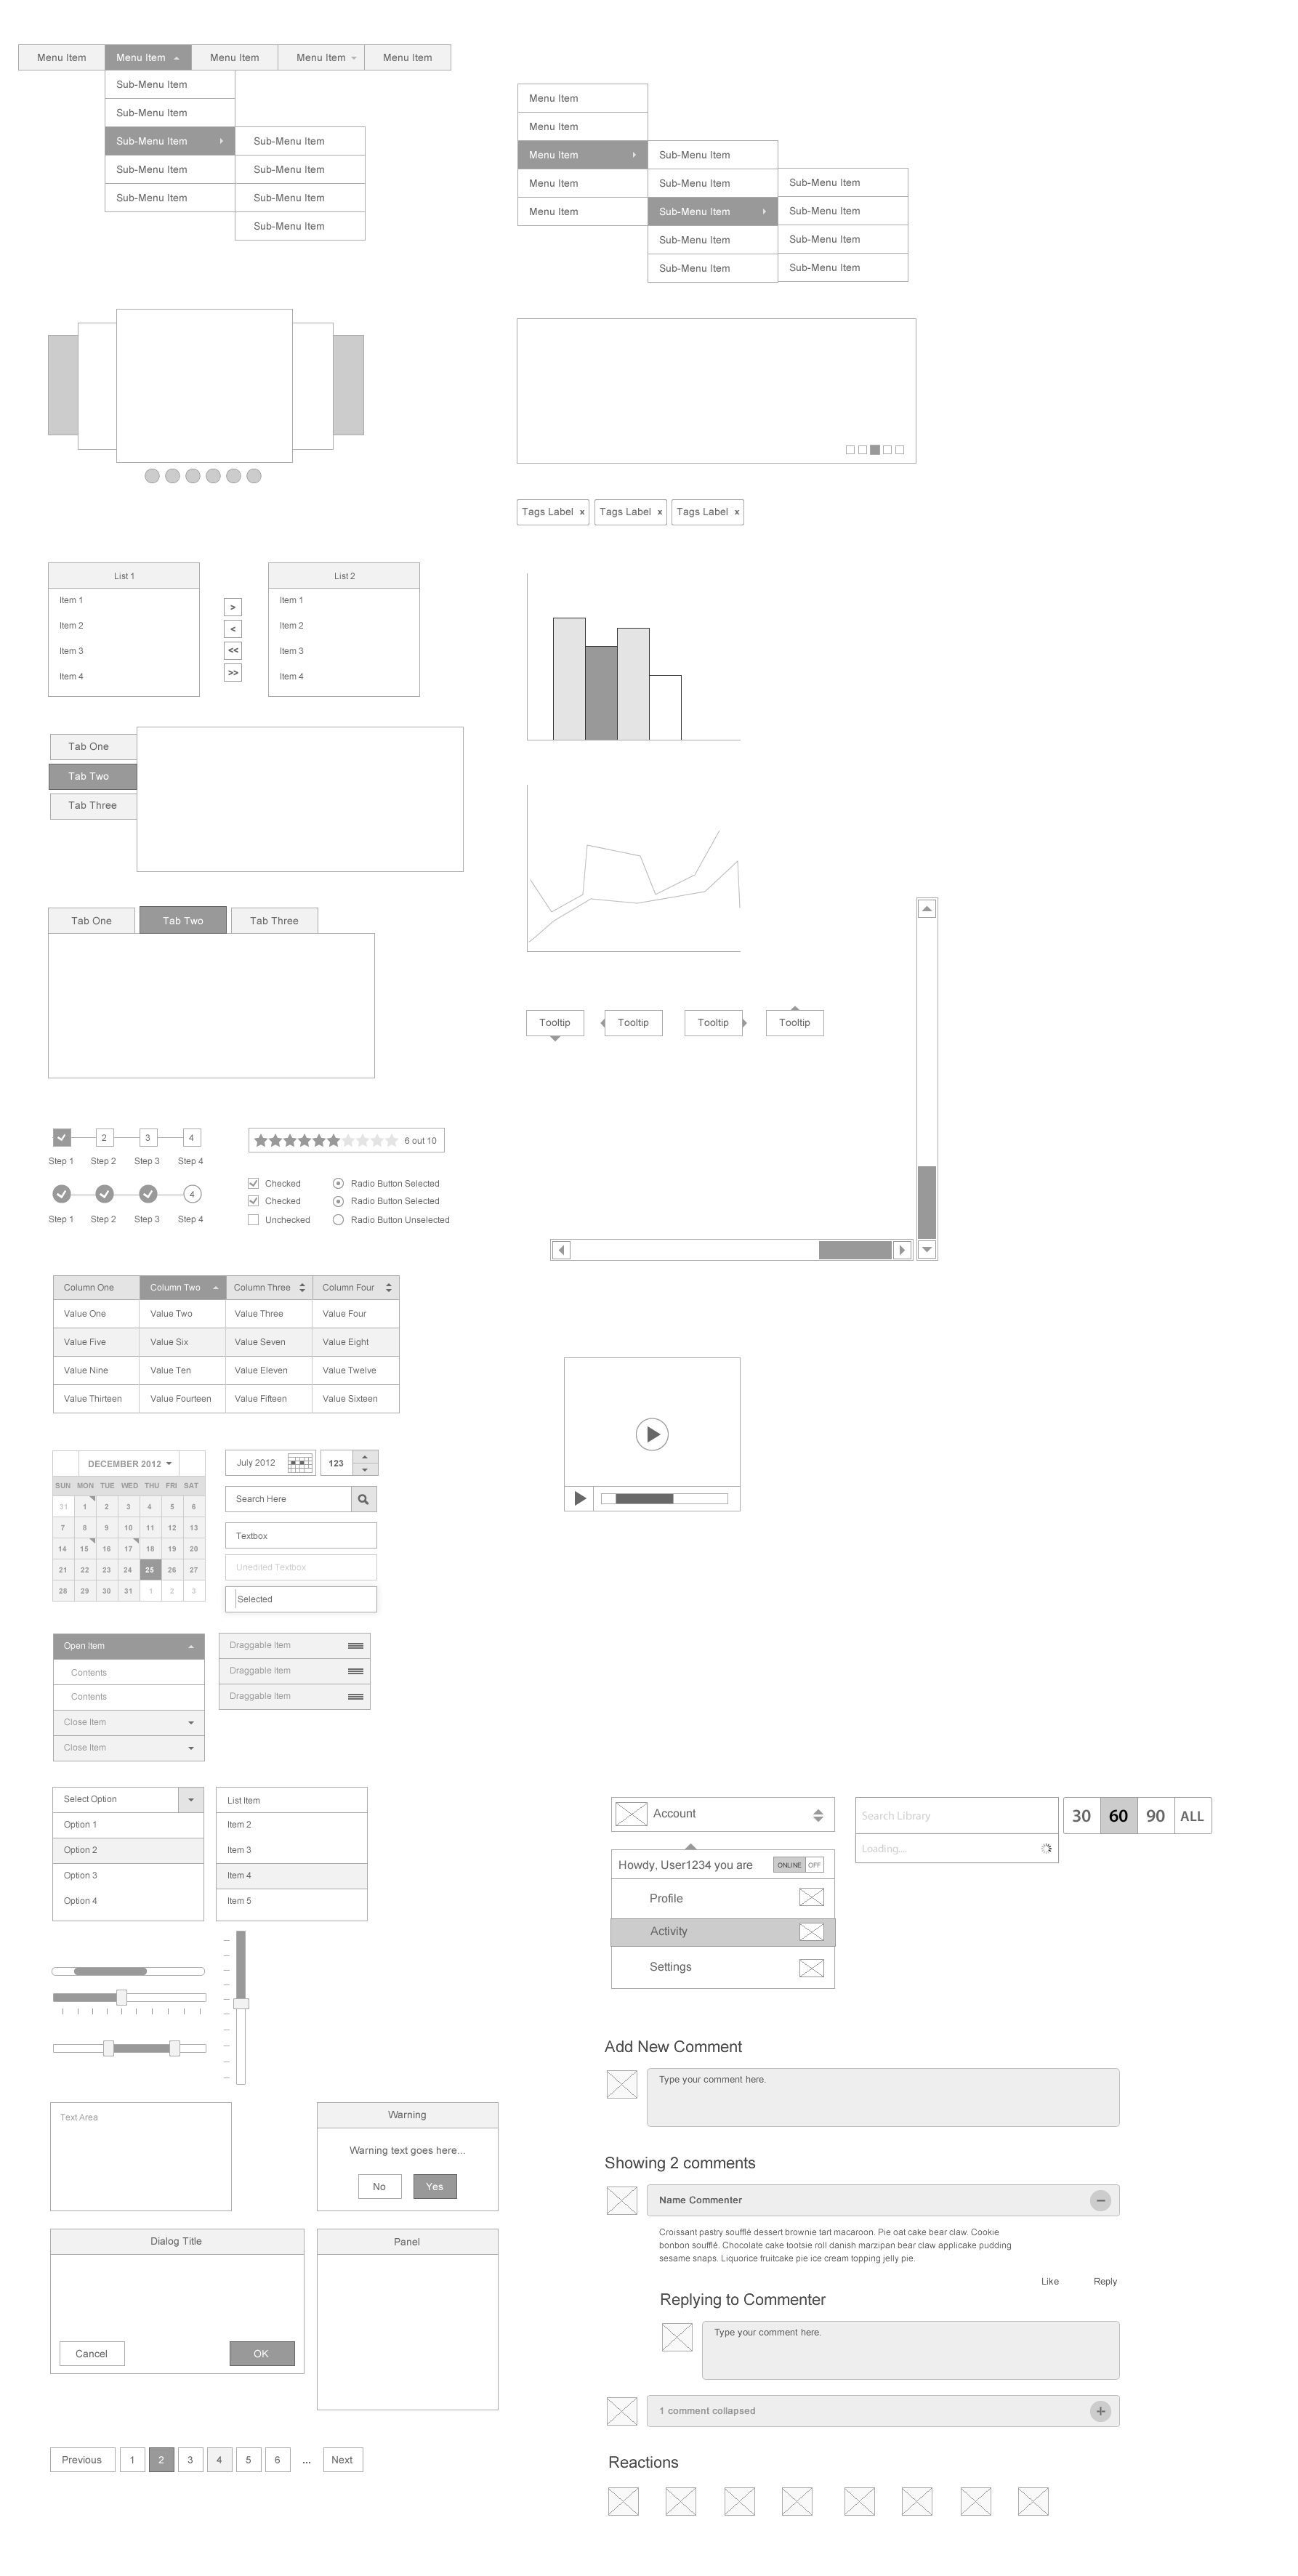 Menu Item Menu Item Menu Item Menu Item Menu Item
Sub-Menu Item
Sub-Menu Item
Sub-Menu Item
Sub-Menu Item
Sub-Menu Item
Sub-Menu Item
Sub-Menu Item
Sub-Menu Item
Sub-Menu Item
Menu Item
Menu Item
Menu Item
Menu Item
Menu Item
Sub-Menu Item
Sub-Menu Item
Sub-Menu Item
Sub-Menu Item
Sub-Menu Item
Sub-Menu Item
Sub-Menu Item
Sub-Menu Item
Sub-Menu Item
Tags Label x Tags Label x Tags Label x
List 1
Item 1
Item 2
Item 3
Item 4
>
<
<<
>>
List 2
Item 1
Item 2
Item 3
Item 4
Tab One
Tab Two
Tab Three
Tab One Tab Two Tab Three
Tooltip Tooltip Tooltip Tooltip
2 3 4
Step 1 Step 2 Step 3 Step 4
4
Step 1 Step 2 Step 3 Step 4
6 out 10
Checked Radio Button Selected
Checked Radio Button Selected
Unchecked Radio Button Unselected
Column One Column Two Column Three Column Four
Value One Value Two Value Three Value Four
Value Five Value Six Value Seven Value Eight
Value Nine Value Ten Value Eleven Value Twelve
Value Thirteen Value Fourteen Value Fifteen Value Sixteen
DECEMBER 2012
SUN MON TUE WED THU FRI SAT
31 1 2 3 4 5 6
7 8 9 10 11 12 13
14 15 16 17 18 19 20
21 22 23 24 25 26 27
28 29 30 31 1 2 3
July 2012 123
Search Here
Textbox
Unedited Textbox
Selected
Open Item
Contents
Contents
Close Item
Close Item
Draggable Item
Draggable Item
Draggable Item
Select Option
Option 1
Option 2
Option 3
Option 4
List Item
Item 2
Item 3
Item 4
Item 5
Account
Howdy, User1234 you are ONLINE OFF
Profile
Activity
Settings
Search Library
Loading...
30 60 90 ALL
Text Area
Warning
Warning text goes here...
No Yes
Dialog Title
Cancel OK
Panel
Previous 1 2 3 4 5 6 ... Next
Add New Comment
Type your comment here.
Showing 2 comments
Name Commenter
Croissant pastry soufflé dessert brownie tart macaroon. Pie oat cake bear claw. Cookie
bonbon soufflé. Chocolate cake tootsie roll danish marzipan bear claw applicake pudding
sesame snaps. Liquorice fruitcake pie ice cream topping jelly pie.
Like Reply
Replying to Commenter
Type your comment here.
1 comment collapsed
Reactions